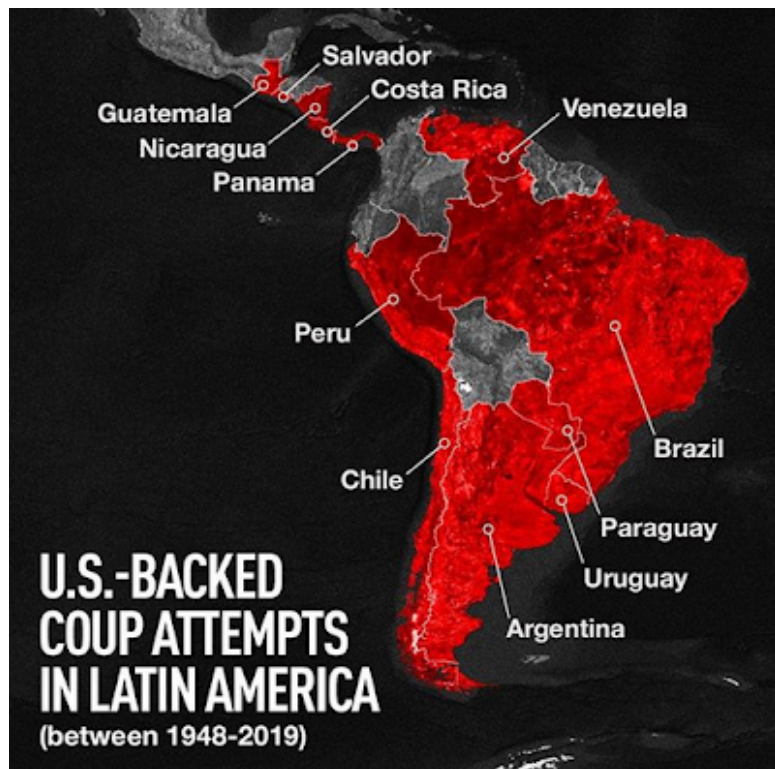 Salvador
Costa Rica
Guatemala
Venezuela
Nicaragua
Panama
Peru
Brazil
Chile
Paraguay
Uruguay
Argentina
U.S.-BACKED
COUP ATTEMPTS
IN LATIN AMERICA
(between 1948-2019)